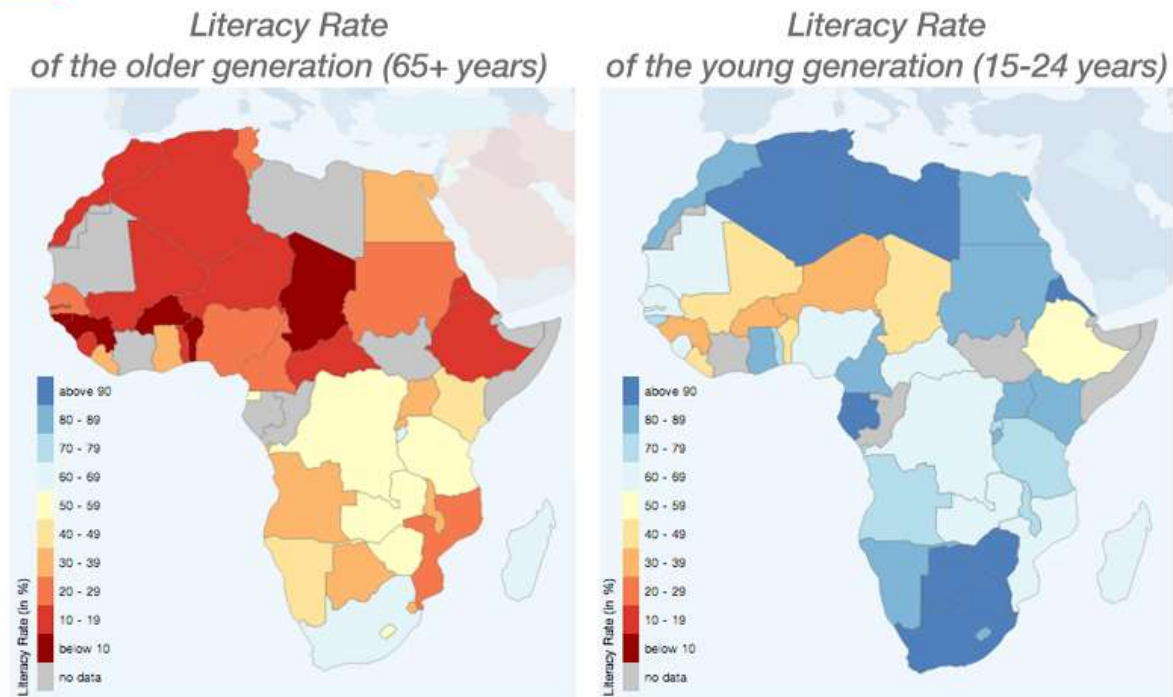 Literacy Rate
of the older generation (65+ years)
above 90
80 - 89
70 - 79
60 - 69
50 - 59
40 - 49
30 - 39
20 - 29
10 - 19
below 10
no data
Literacy Rate (in %)
Literacy Rate
of the young generation (15-24 years)
above 90
80 - 89
70 - 79
60 - 69
50 - 59
40 - 49
30 - 39
20 - 29
10 - 19
below 10
no data
Literacy Rate (in %)